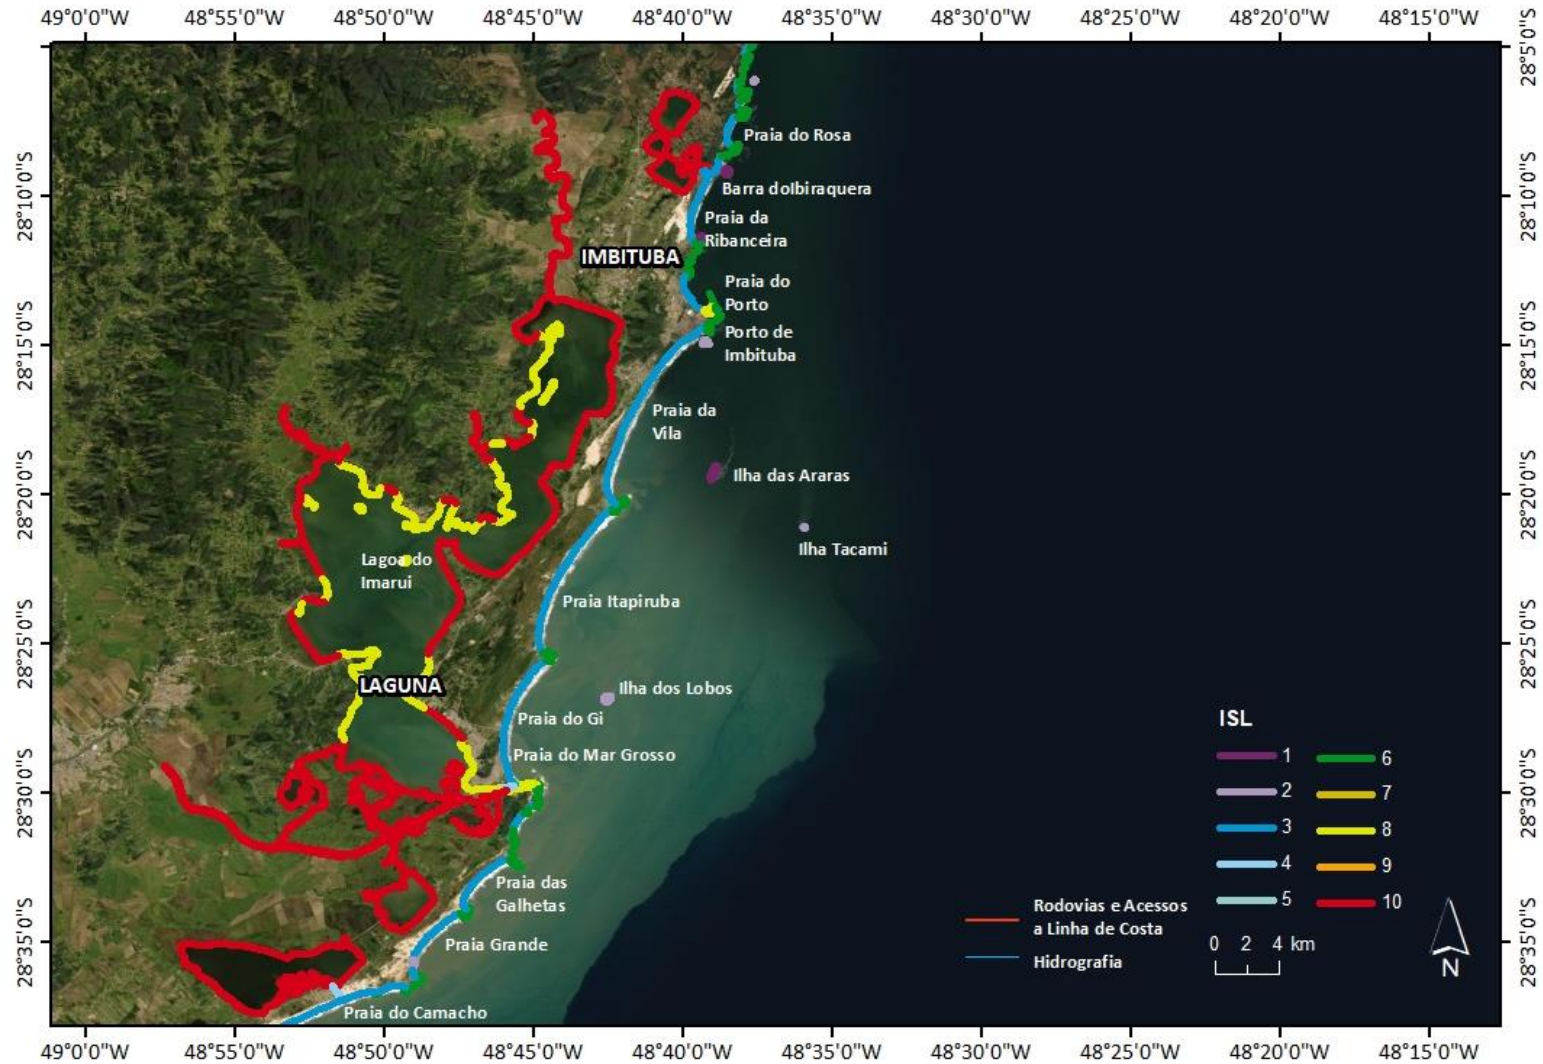 49°0'0"W 48°55'0"W 48°50'0"W 48°45'0"W 48°40'0"W 48°35'0"W 48°30'0"W 48°25'0"W 48°20'0"W 48°15'0"W
28°5'0"S
Praia do Rosa
28°10'0"S
Barra doIbiraquera
28°10'0"S
Praia da
Ribanceira
IMBITUBA
Praia do
Porto
28°15'0"S
Porto de
Imbituba
28°15'0"S
Praia da
Vila
28°20'0"S
Ilha das Araras
28°20'0"S
Ilha Tacami
Lagoa do
Imarui
Praia Itapiruba
28°25'0"S
28°25'0"S
LAGUNA
Ilha dos Lobos
Praia do Gi
Praia do Mar Grosso
28°30'0"S
28°30'0"S
Praia das
Galhetas
28°35'0"S
Praia Grande
28°35'0"S
Praia do Camacho
ISL
1 6
2 7
3 8
4 9
5 10
Rodovias e Acessos
a Linha de Costa
Hidrografia
0 2 4 km
N
49°0'0"W 48°55'0"W 48°50'0"W 48°45'0"W 48°40'0"W 48°35'0"W 48°30'0"W 48°25'0"W 48°20'0"W 48°15'0"W